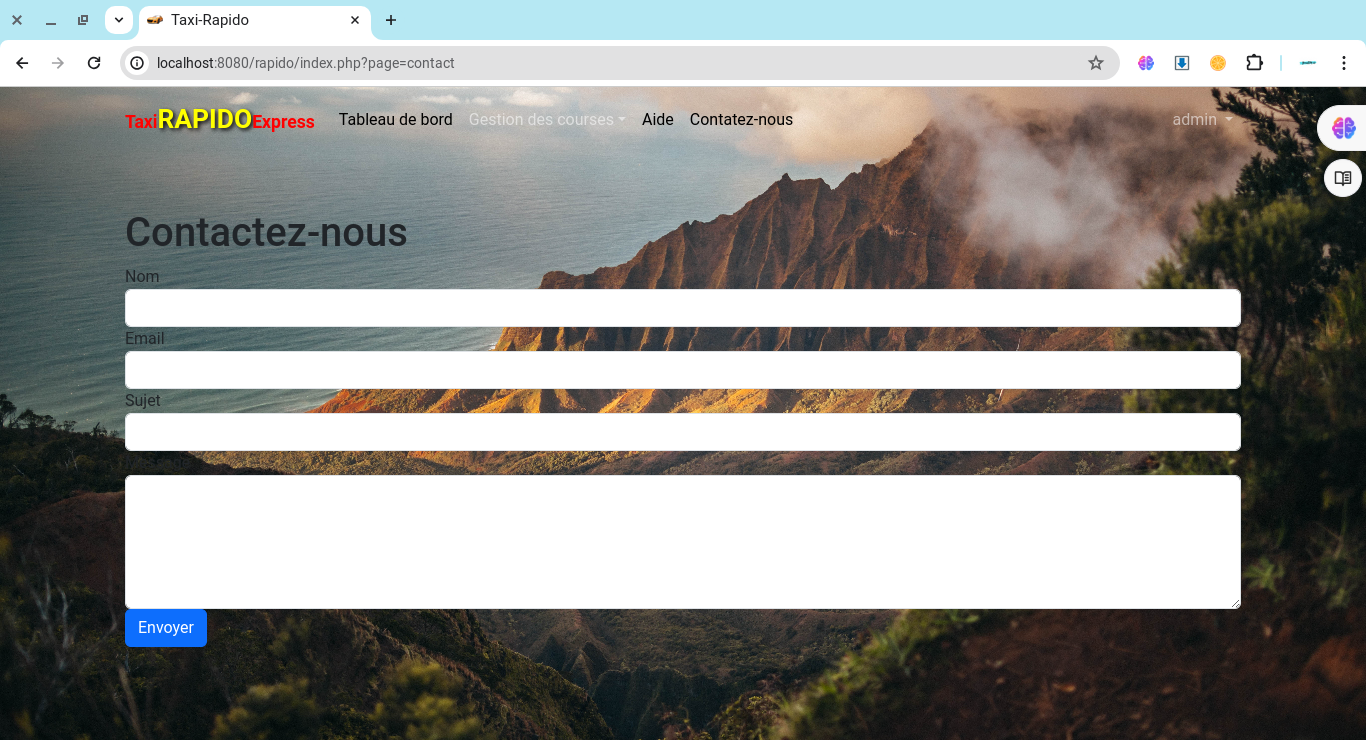 Taxi-Rapido
localhost:8080/rapido/index.php?page=contact
TaxiRAPIDOExpress Tableau de bord Gestion des courses Aide Contatez-nous admin
Contactez-nous
Nom
Email
Sujet
Envoyer